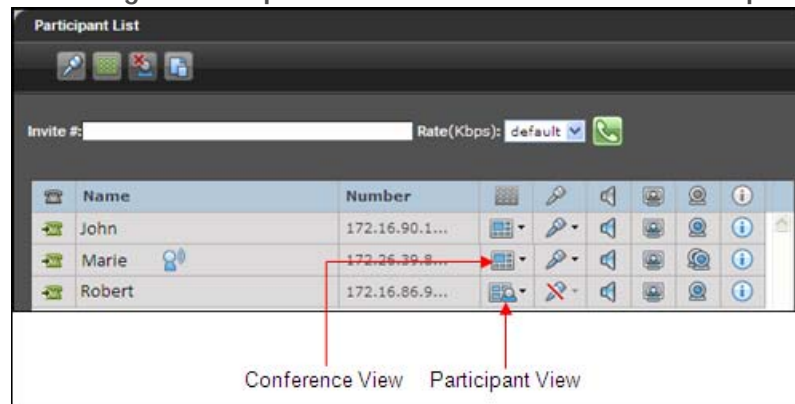 Participant List
Invite #: Rate(Kbps): default
Name Number
John 172.16.90.1...
Marie 172.26.39.8...
Robert 172.16.86.9...
Conference View Participant View